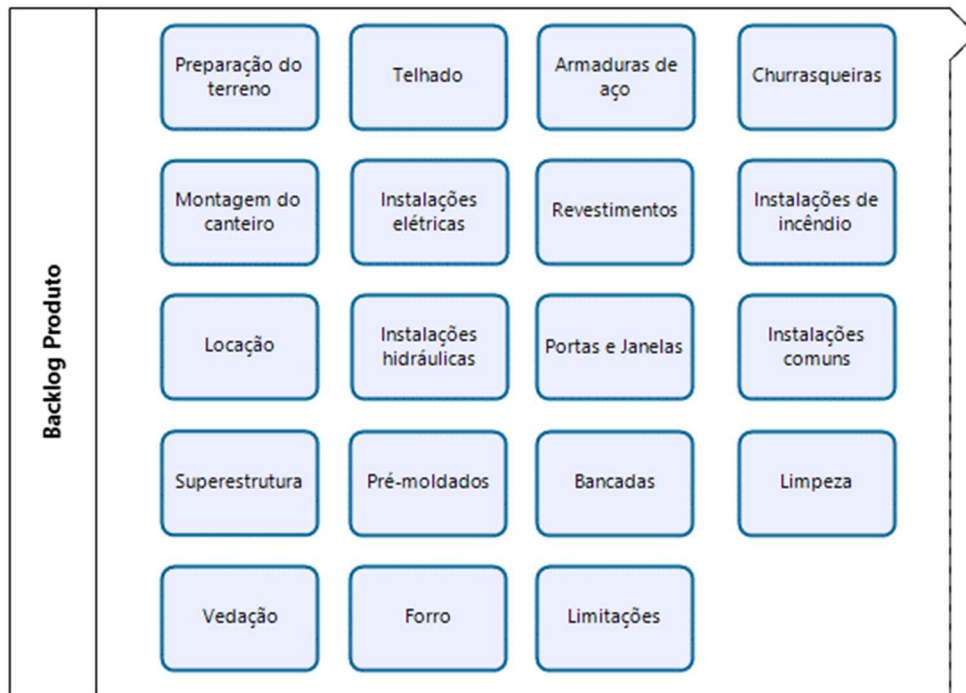 Backlog Produto
Preparação do
terreno
Telhado
Armaduras de
aço
Churrasqueiras
Montagem do
canteiro
Instalações
elétricas
Revestimentos
Instalações de
incêndio
Locação
Instalações
hidráulicas
Portas e Janelas
Instalações
comuns
Superestrutura
Pré-moldados
Bancadas
Limpeza
Vedação
Forro
Limitações